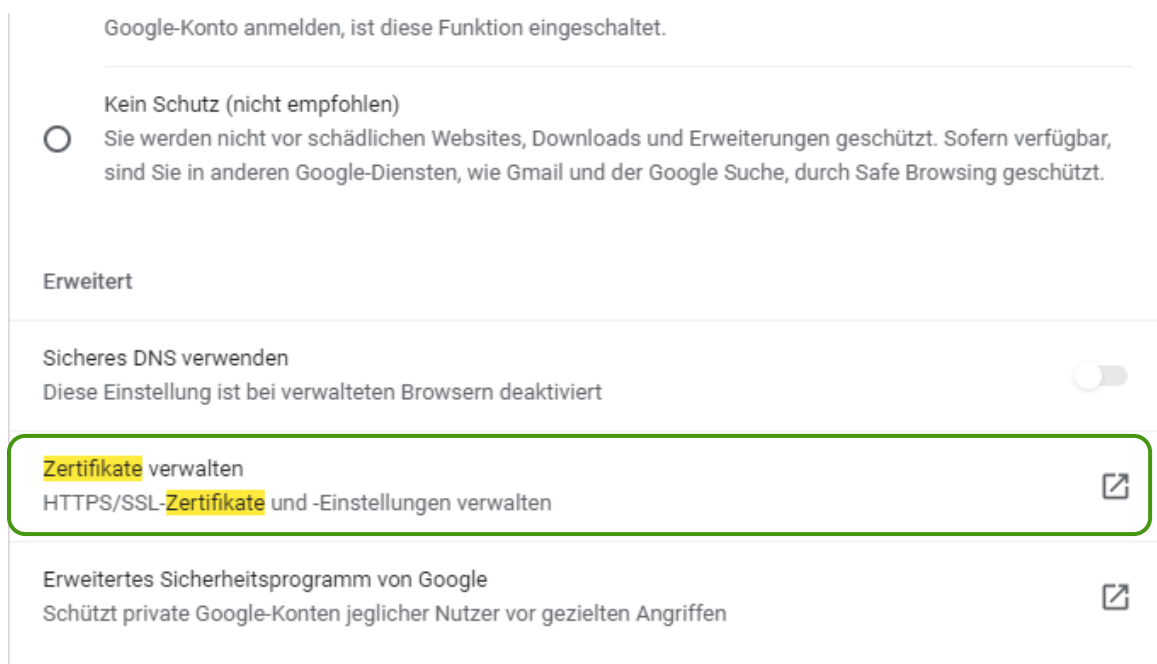 Google-Konto anmelden, ist diese Funktion eingeschaltet.
Kein Schutz (nicht empfohlen)
Sie werden nicht vor schädlichen Websites, Downloads und Erweiterungen geschützt. Sofern verfügbar,
sind Sie in anderen Google-Diensten, wie Gmail und der Google Suche, durch Safe Browsing geschützt.
Erweitert
Sicheres DNS verwenden
Diese Einstellung ist bei verwalteten Browsern deaktiviert
Zertifikate verwalten
HTTPS/SSL-Zertifikate und -Einstellungen verwalten
Erweitertes Sicherheitsprogramm von Google
Schützt private Google-Konten jeglicher Nutzer vor gezielten Angriffen